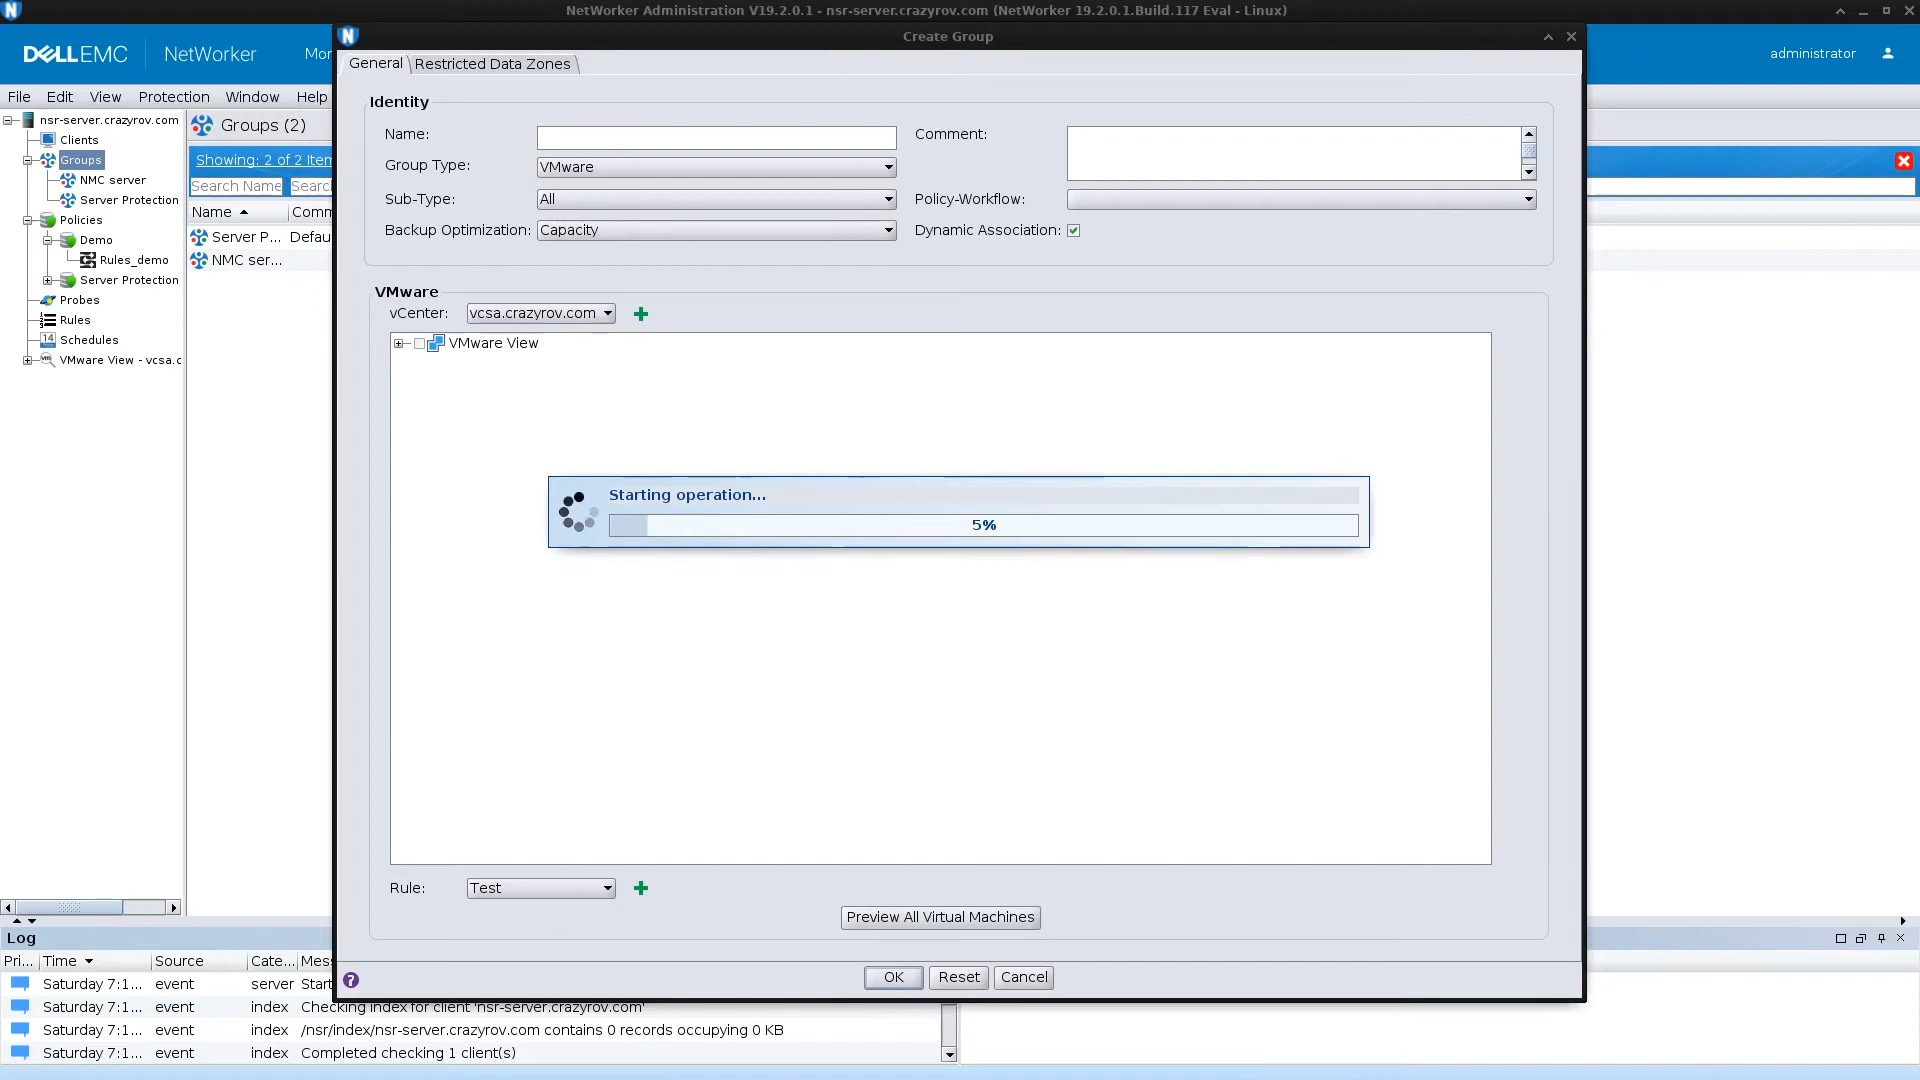 NetWorker Administration V19.2.0.1 - nsr-server.crazyrov.com (NetWorker 19.2.0.1.Build.117 Eval - Linux)
N
DELLEMC NetWorker Mor
administrator
N
Create Group
General
Restricted Data Zones
File Edit View Protection Window Help
nsr-server.crazyrov.com
Clients
Groups
NMC server
Server Protection
Policies
Demo
Rules_demo
Server Protection
Probes
Rules
14
Schedules
vm
VMware View - vcsa.c
Groups (2)
Showing: 2 of 2 Iten
Search Name Searc
Name Comm
Server P... Defau
NMC ser...
Identity
Name:
Comment:
Group Type: VMware
Sub-Type: All
Policy-Workflow:
Backup Optimization: Capacity
Dynamic Association:
VMware
vCenter: vcsa.crazyrov.com
VMware View
Starting operation...
5%
Rule: Test
Preview All Virtual Machines
?
OK Reset Cancel
Log
Pri... Time Source Cate... Mess
Saturday 7:1... event server Start
Saturday 7:1... event index Checking index for client 'nsr-server.crazyrov.com'
Saturday 7:1... event index /nsr/index/nsr-server.crazyrov.com contains 0 records occupying 0 KB
Saturday 7:1... event index Completed checking 1 client(s)